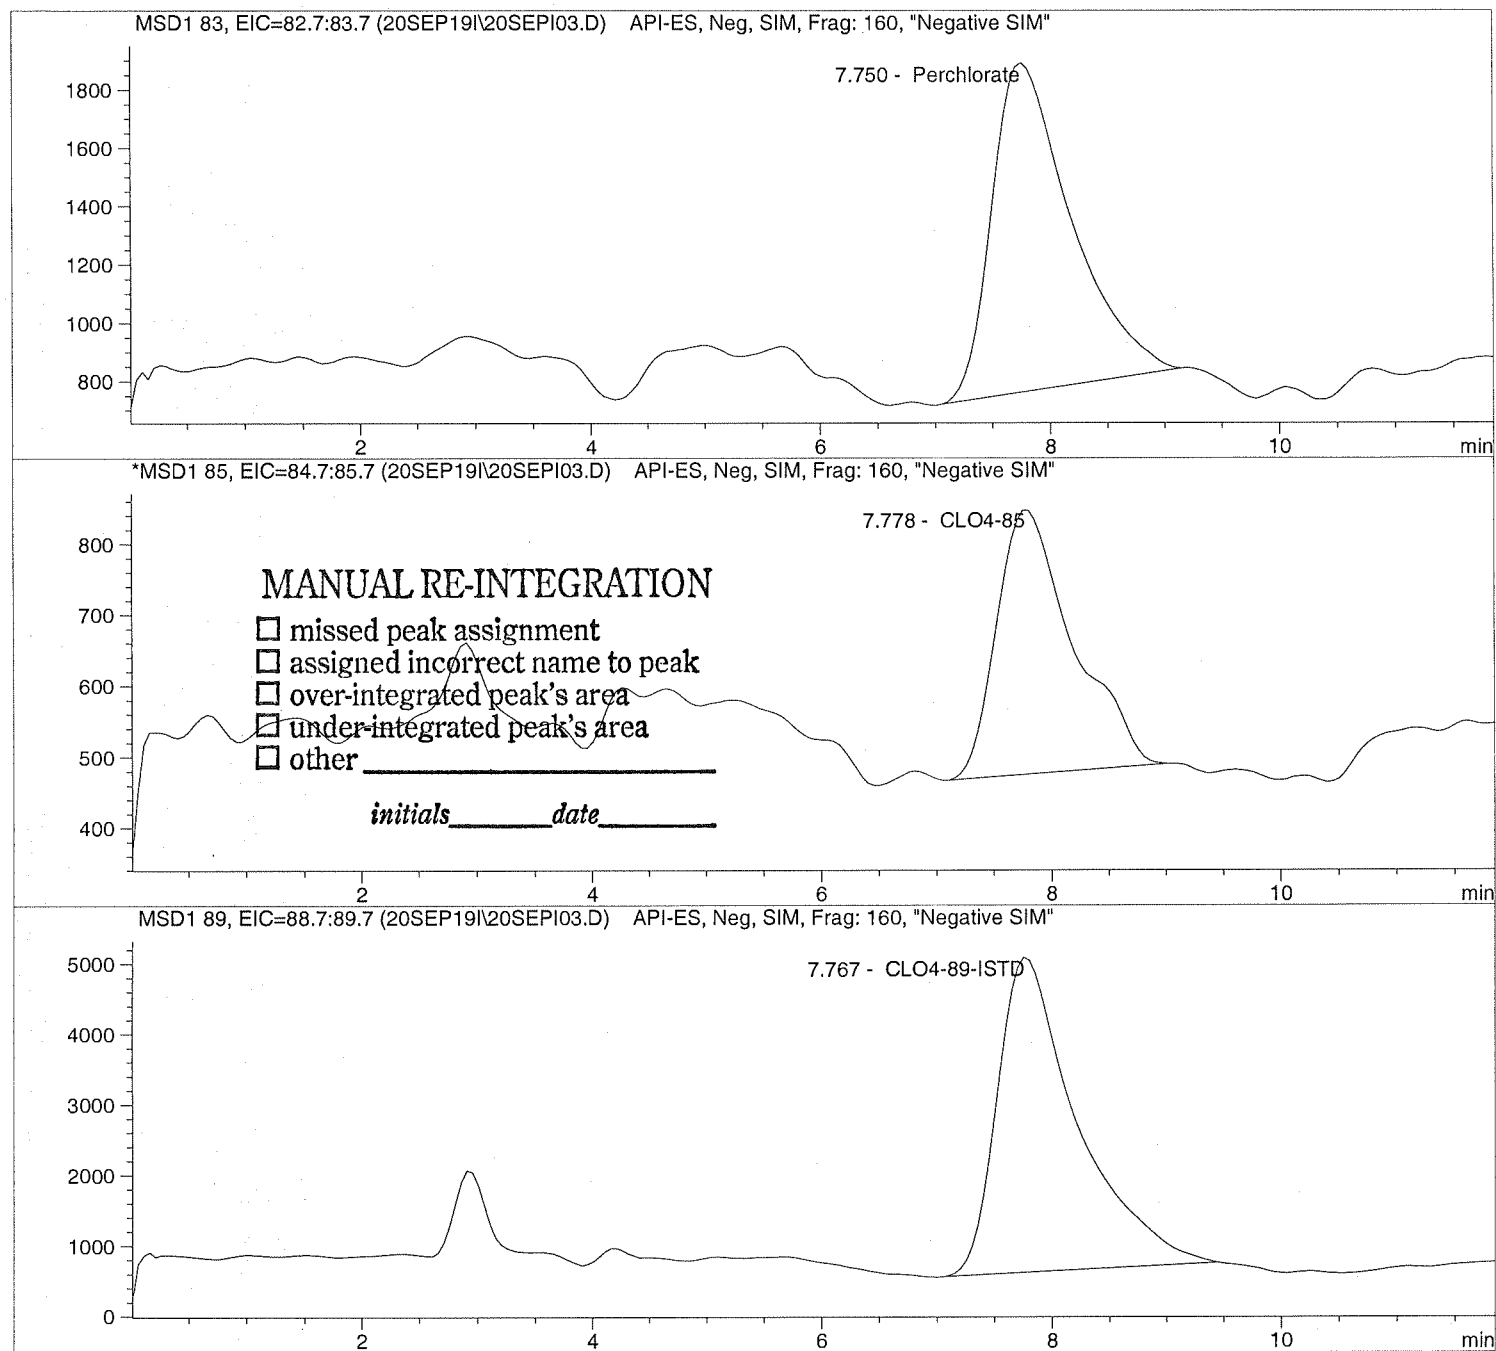 MSD1 83, EIC=82.7:83.7 (20SEP19I\20SEPI03.D) API-ES, Neg, SIM, Frag: 160, "Negative SIM"
7.750 - Perchlorate
1800
1600
1400
1200
1000
800
2 4 6 8 10 min
*MSD1 85, EIC=84.7:85.7 (20SEP19I\20SEPI03.D) API-ES, Neg, SIM, Frag: 160, "Negative SIM"
7.778 - CLO4-85
800
700
600
500
400
MANUAL RE-INTEGRATION
☐ missed peak assignment
☐ assigned incorrect name to peak
☐ over-integrated peak's area
☐ under-integrated peak's area
☐ other
initials date
2 4 6 8 10 min
MSD1 89, EIC=88.7:89.7 (20SEP19I\20SEPI03.D) API-ES, Neg, SIM, Frag: 160, "Negative SIM"
7.767 - CLO4-89-ISTD
5000
4000
3000
2000
1000
0
2 4 6 8 10 min